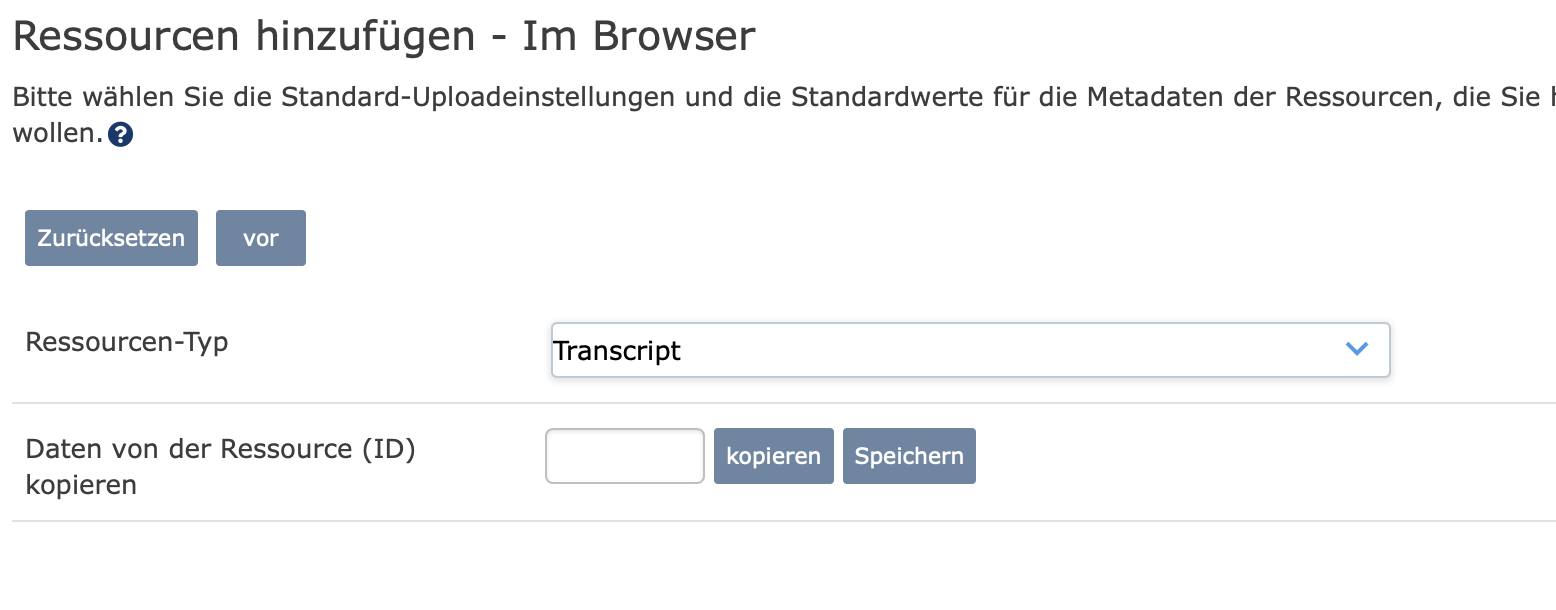 Ressourcen hinzufügen - Im Browser
Bitte wählen Sie die Standard-Uploadeinstellungen und die Standardwerte für die Metadaten der Ressourcen, die Sie
wollen. ?
Zurücksetzen vor
Ressourcen-Typ Transcript
Daten von der Ressource (ID)
kopieren
kopieren Speichern